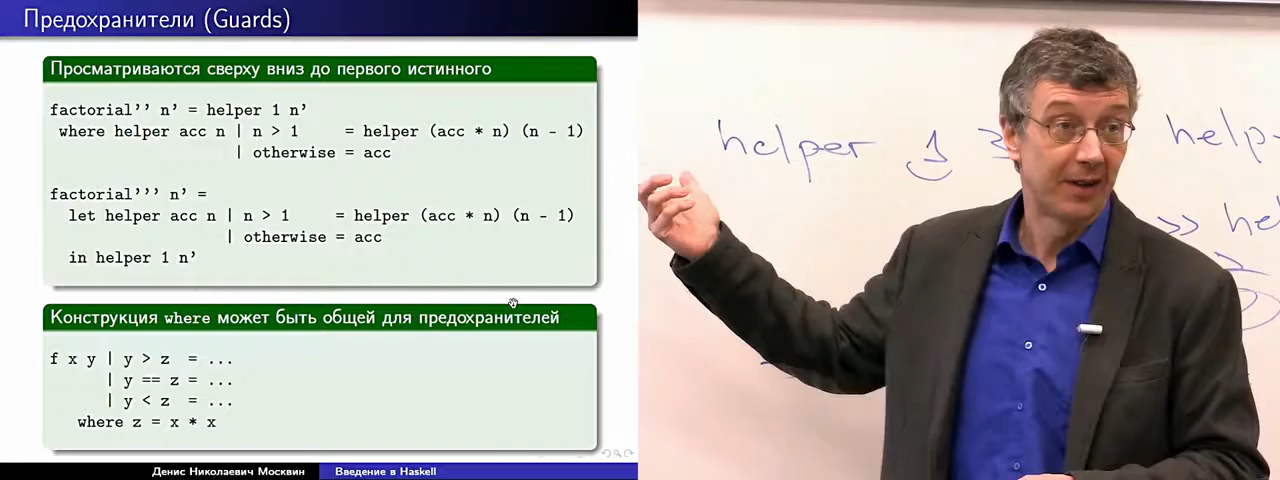 Предохранители (Guards)
Просматриваются сверху вниз до первого истинного
factorial'' n' = helper 1 n'
where helper acc n | n > 1 = helper (acc * n) (n - 1)
| otherwise = acc
factorial''' n' =
let helper acc n | n > 1 = helper (acc * n) (n - 1)
| otherwise = acc
in helper 1 n'
Конструкция where может быть общей для предохранителей
f x y | y > z = ...
| y == z = ...
| y < z = ...
where z = x * x
Денис Николаевич Москвин Введение в Haskell
helper 1
help
>> hel